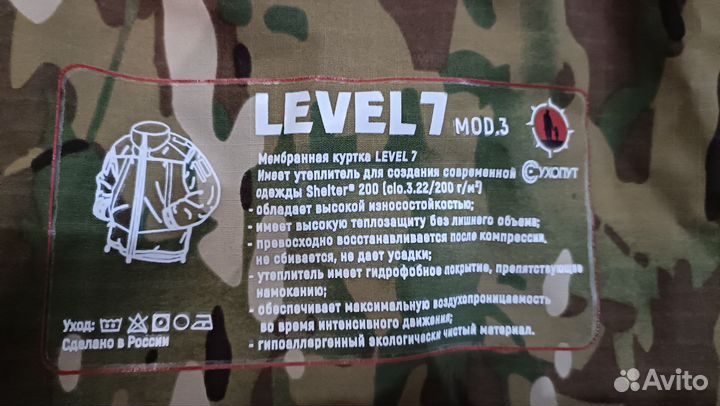 LEVEL7 MOD.3
Мембранная куртка LEVEL 7
Имеет утеплитель для создания современной
одежды Shelter® 200 (clo.3.22/200 г/м²)
- обладает высокой износостойкостью;
- имеет высокую теплозащиту без лишнего объема;
- превосходно восстанавливается после компрессии,
не сбивается, не дает усадки;
- утеплитель имеет гидрофобное покрытие, препятствующее
намоканию;
- обеспечивает максимальную воздухопроницаемость
во время интенсивного движения;
- гипоаллергенный экологически чистый материал.
СУХОПУТ
Уход:
Сделано в России
Avito